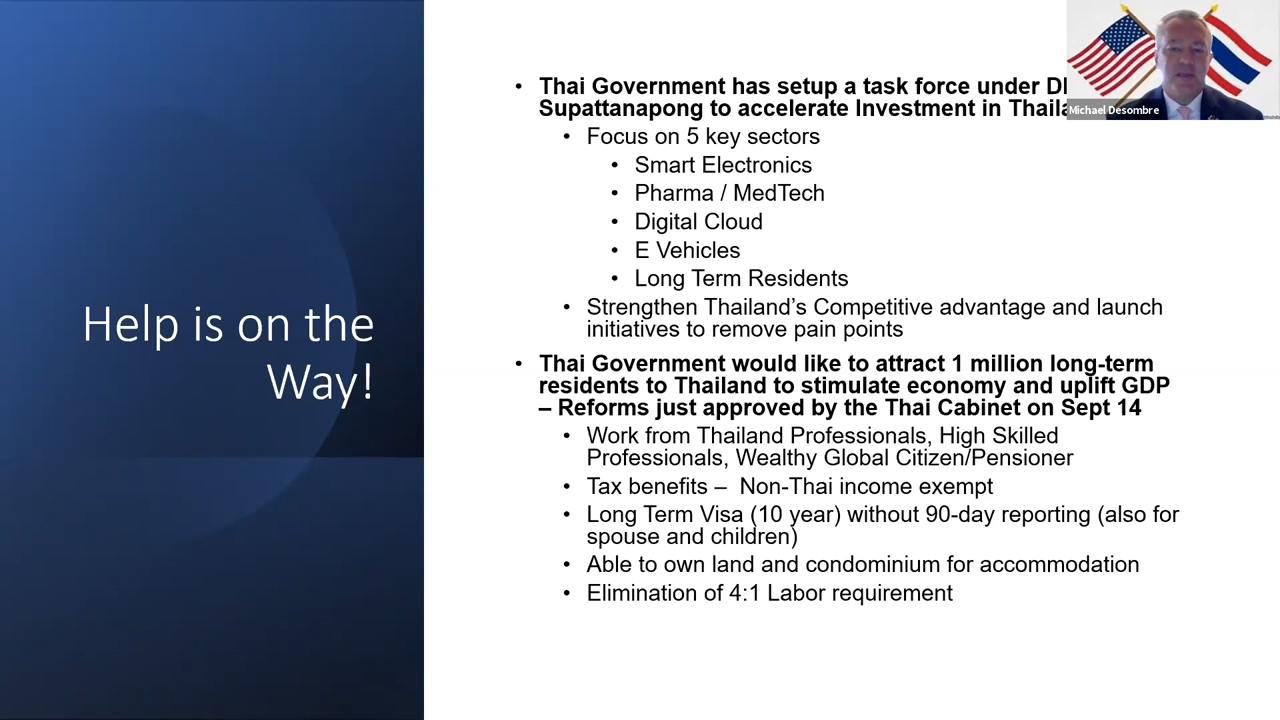 Help is on the
Way!
• Thai Government has setup a task force under
Supattanapong to accelerate Investment in
• Focus on 5 key sectors
• Smart Electronics
• Pharma / MedTech
• Digital Cloud
• E Vehicles
• Long Term Residents
• Strengthen Thailand’s Competitive advantage and launch
initiatives to remove pain points
• Thai Government would like to attract 1 million long-term
residents to Thailand to stimulate economy and uplift GDP
– Reforms just approved by the Thai Cabinet on Sept 14
• Work from Thailand Professionals, High Skilled
Professionals, Wealthy Global Citizen/Pensioner
• Tax benefits – Non-Thai income exempt
• Long Term Visa (10 year) without 90-day reporting (also for
spouse and children)
• Able to own land and condominium for accommodation
• Elimination of 4:1 Labor requirement
Michael Desombre